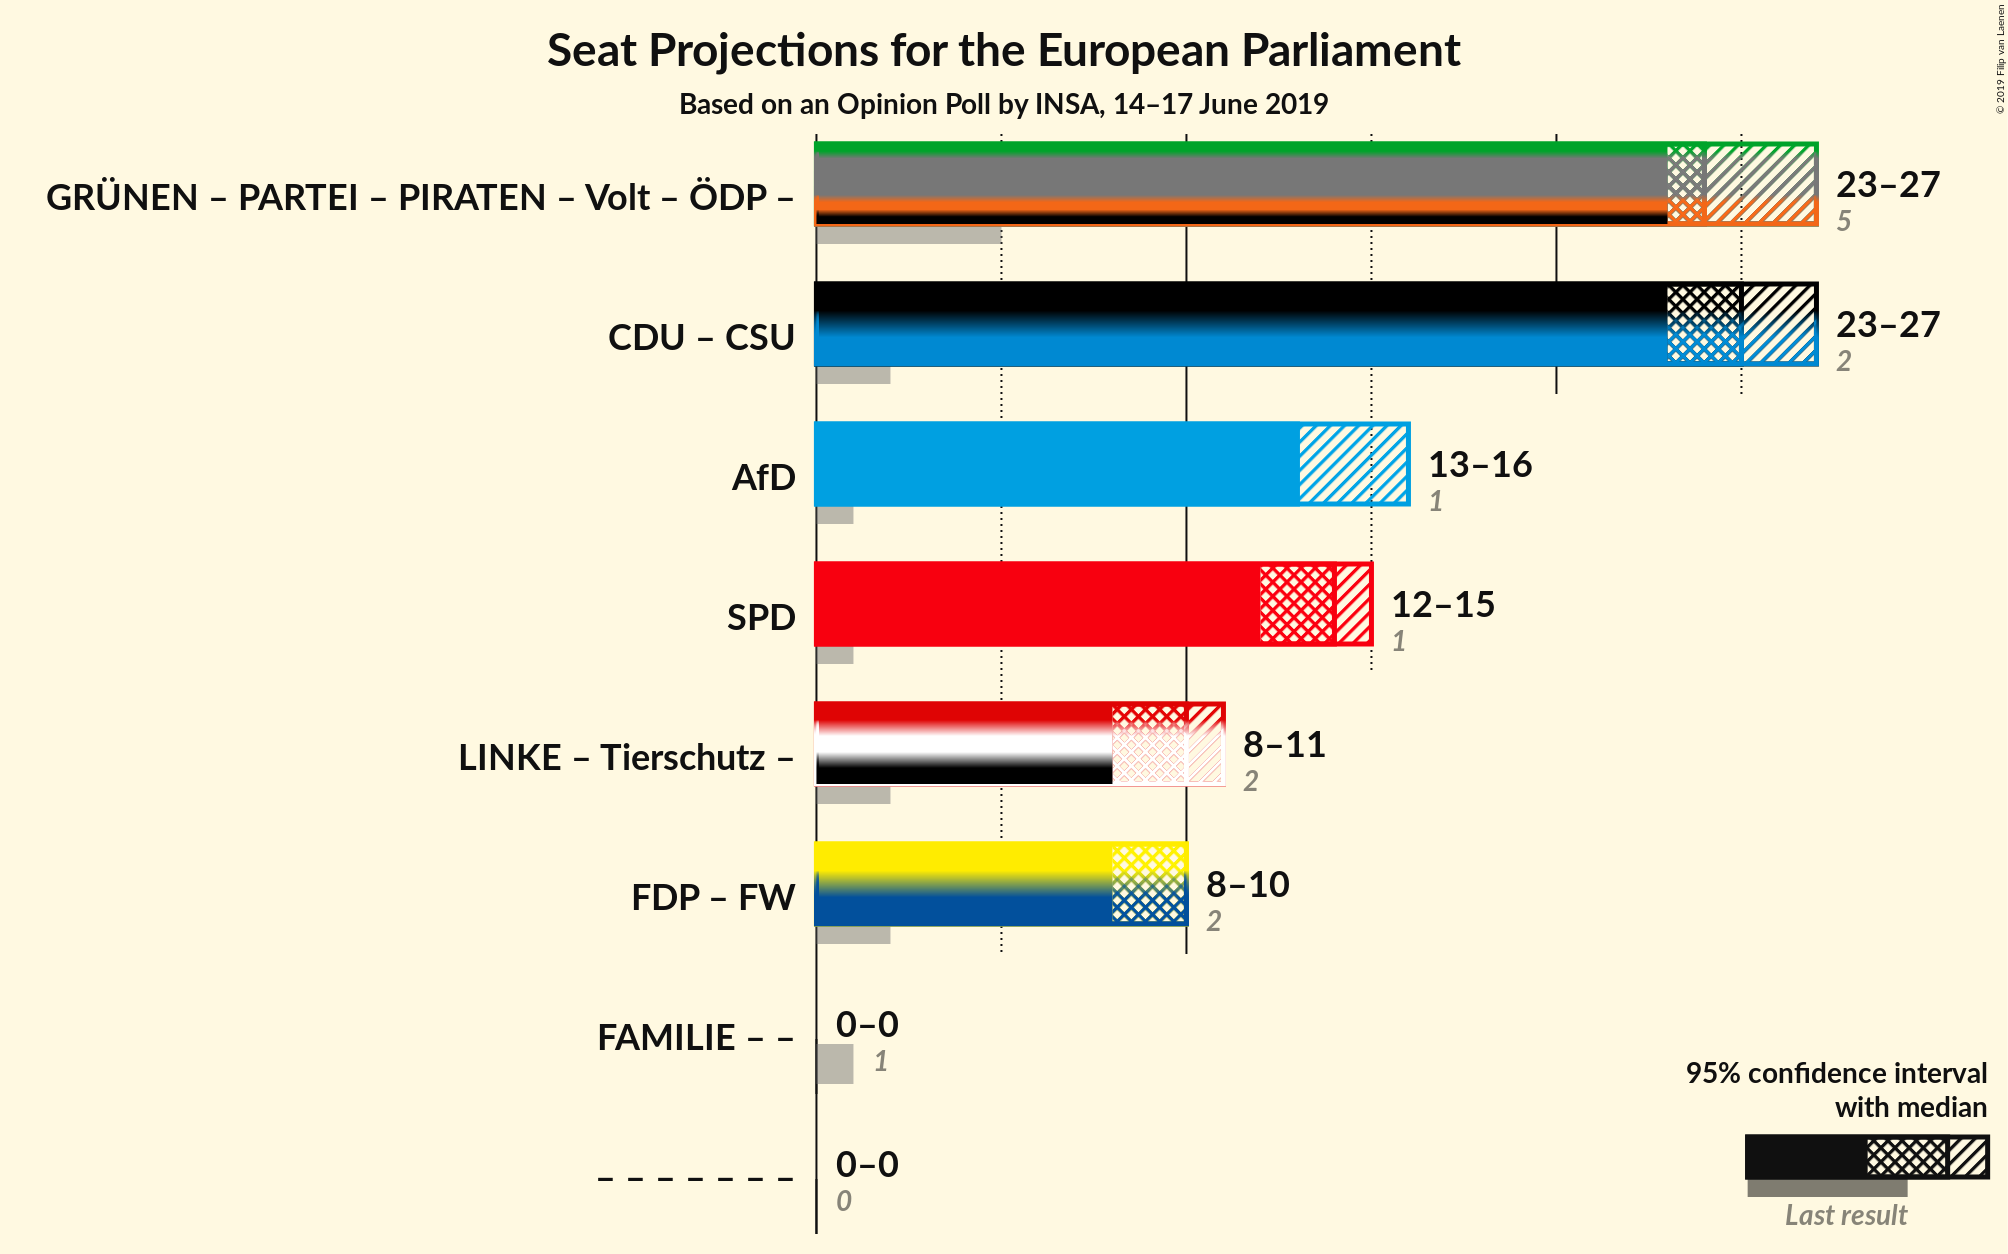 Seat Projections for the European Parliament
Based on an Opinion Poll by INSA, 14–17 June 2019
© 2019 Filip van Laenen
GRÜNEN – PARTEI – PIRATEN – Volt – ÖDP –
23–27
5
CDU – CSU
23–27
2
AfD
13–16
1
SPD
12–15
1
LINKE – Tierschutz –
8–11
2
FDP – FW
8–10
2
FAMILIE – –
0–0
1
– – – – – – –
0–0
0
95% confidence interval
with median
Last result